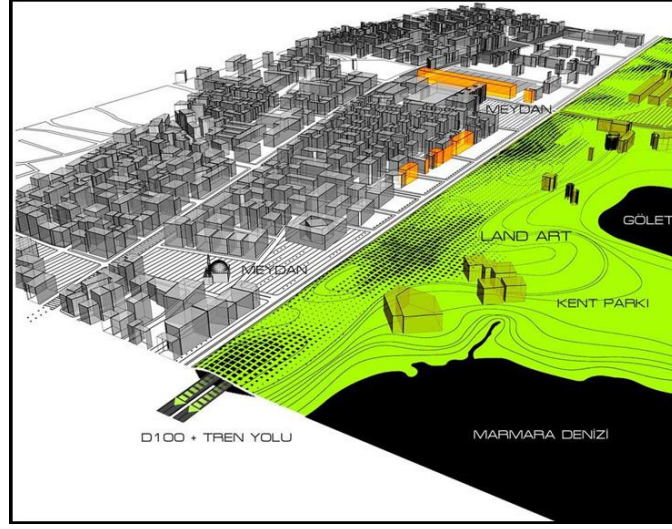 MEYDAN
GÖLET
LAND ART
MEYDAN
KENT PARKI
D100 + TREN YOLU
MARMARA DENİZİ